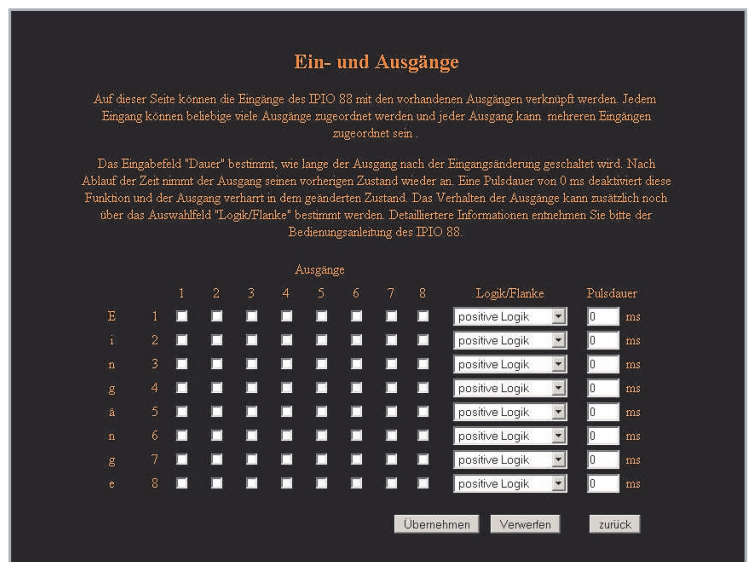 Ein- und Ausgänge
Auf dieser Seite können die Eingänge des IPIO 88 mit den vorhandenen Ausgängen verknüpft werden. Jedem
Eingang können beliebige viele Ausgänge zugeordnet werden und jeder Ausgang kann mehreren Eingängen
zugeordnet sein .
Das Eingabefeld "Dauer" bestimmt, wie lange der Ausgang nach der Eingangsänderung geschaltet wird. Nach
Ablauf der Zeit nimmt der Ausgang seinen vorherigen Zustand wieder an. Eine Pulsdauer von 0 ms deaktiviert diese
Funktion und der Ausgang verharrt in dem geänderten Zustand. Das Verhalten der Ausgänge kann zusätzlich noch
über das Auswahlfeld "Logik/Flanke" bestimmt werden. Detailliertere Informationen entnehmen Sie bitte der
Bedienungsanleitung des IPIO 88.
Ausgänge
1 2 3 4 5 6 7 8 Logik/Flanke Pulsdauer
E 1 positive Logik 0 ms
i 2 positive Logik 0 ms
n 3 positive Logik 0 ms
g 4 positive Logik 0 ms
ä 5 positive Logik 0 ms
n 6 positive Logik 0 ms
g 7 positive Logik 0 ms
e 8 positive Logik 0 ms
Übernehmen Verwerfen zurück